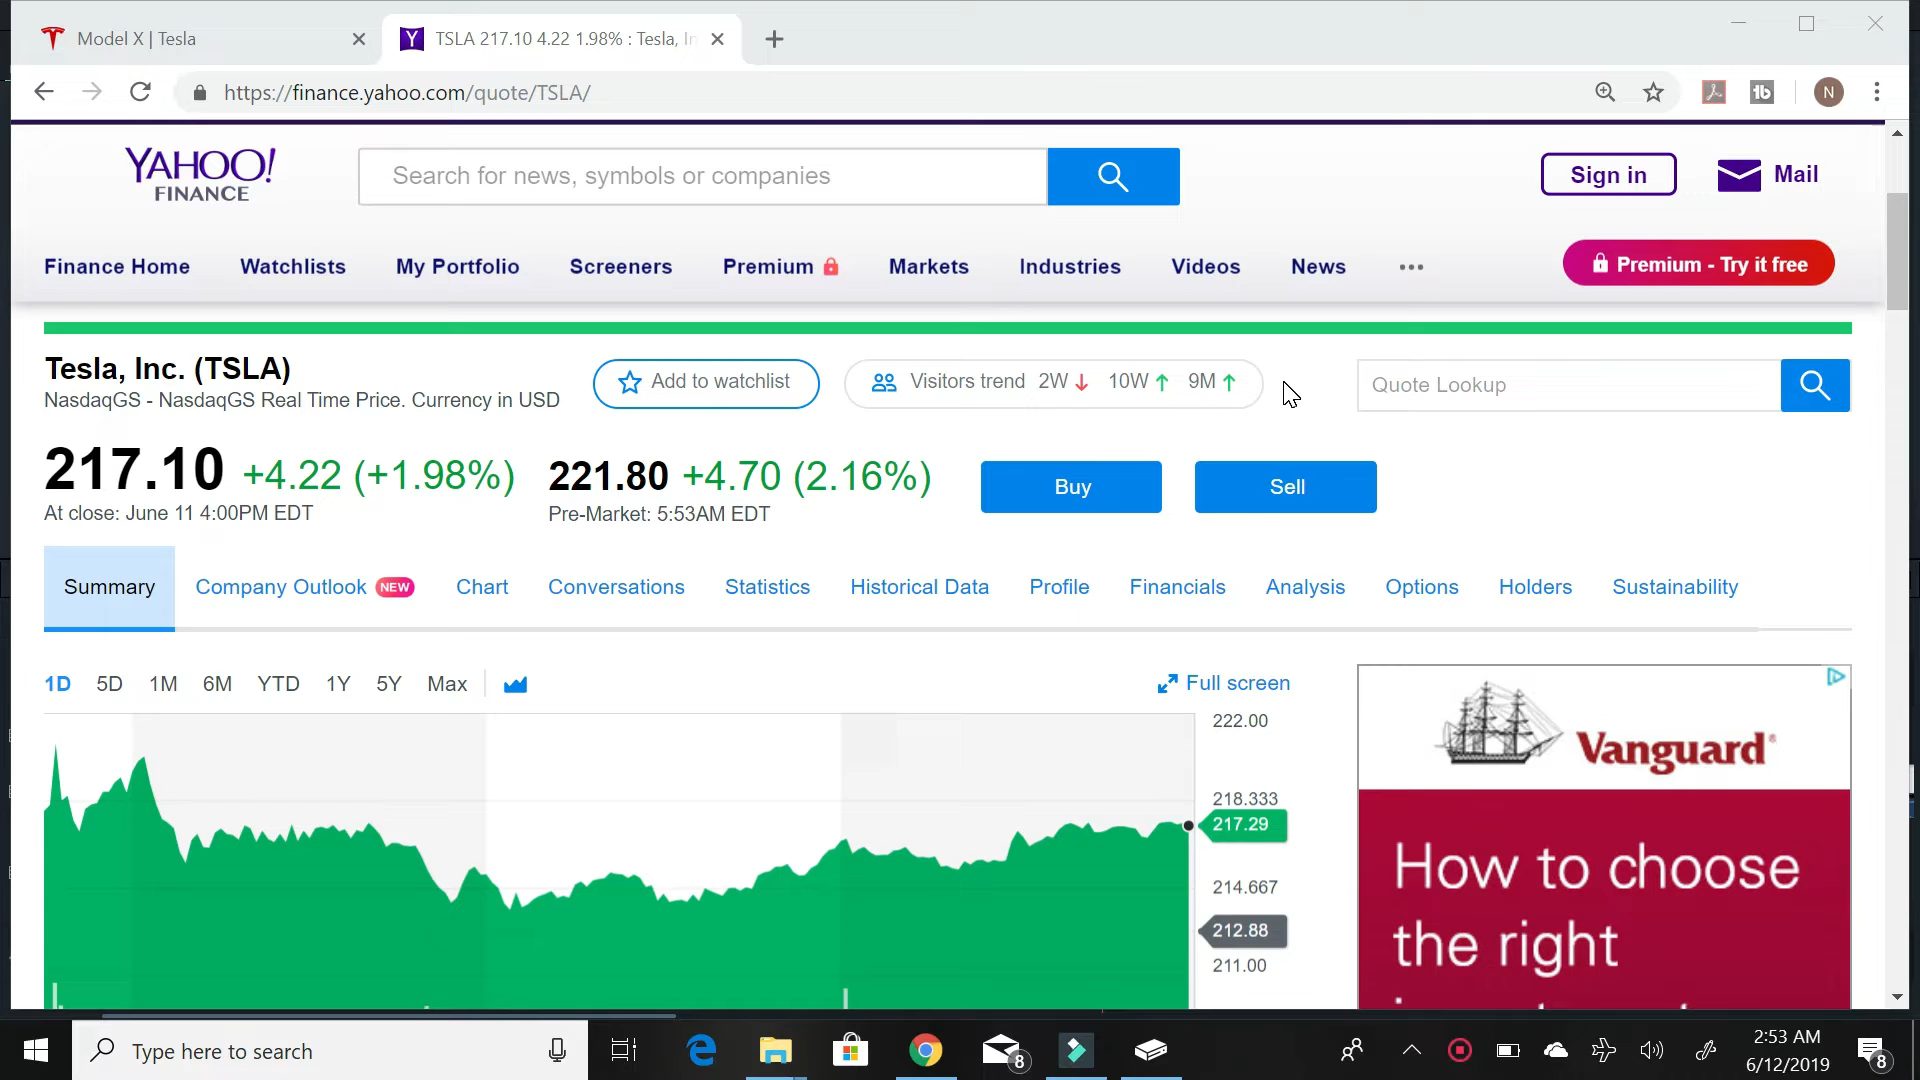 Model X | Tesla
TSLA 217.10 4.22 1.98% : Tesla, In
https://finance.yahoo.com/quote/TSLA/
N
YAHOO!
FINANCE
Search for news, symbols or companies
Sign in
Mail
Finance Home Watchlists My Portfolio Screeners Premium Markets Industries Videos News ...
Premium - Try it free
Tesla, Inc. (TSLA)
NasdaqGS - NasdaqGS Real Time Price. Currency in USD
Add to watchlist
Visitors trend 2W↓ 10W↑ 9M↑
Quote Lookup
217.10 +4.22 (+1.98%)
At close: June 11 4:00PM EDT
221.80 +4.70 (2.16%)
Pre-Market: 5:53AM EDT
Buy
Sell
Summary Company Outlook NEW Chart Conversations Statistics Historical Data Profile Financials Analysis Options Holders Sustainability
1D 5D 1M 6M YTD 1Y 5Y Max
Full screen
222.00
218.333
217.29
214.667
212.88
211.00
Vanguard®
How to choose
the right
Type here to search
8
2:53 AM
6/12/2019
8